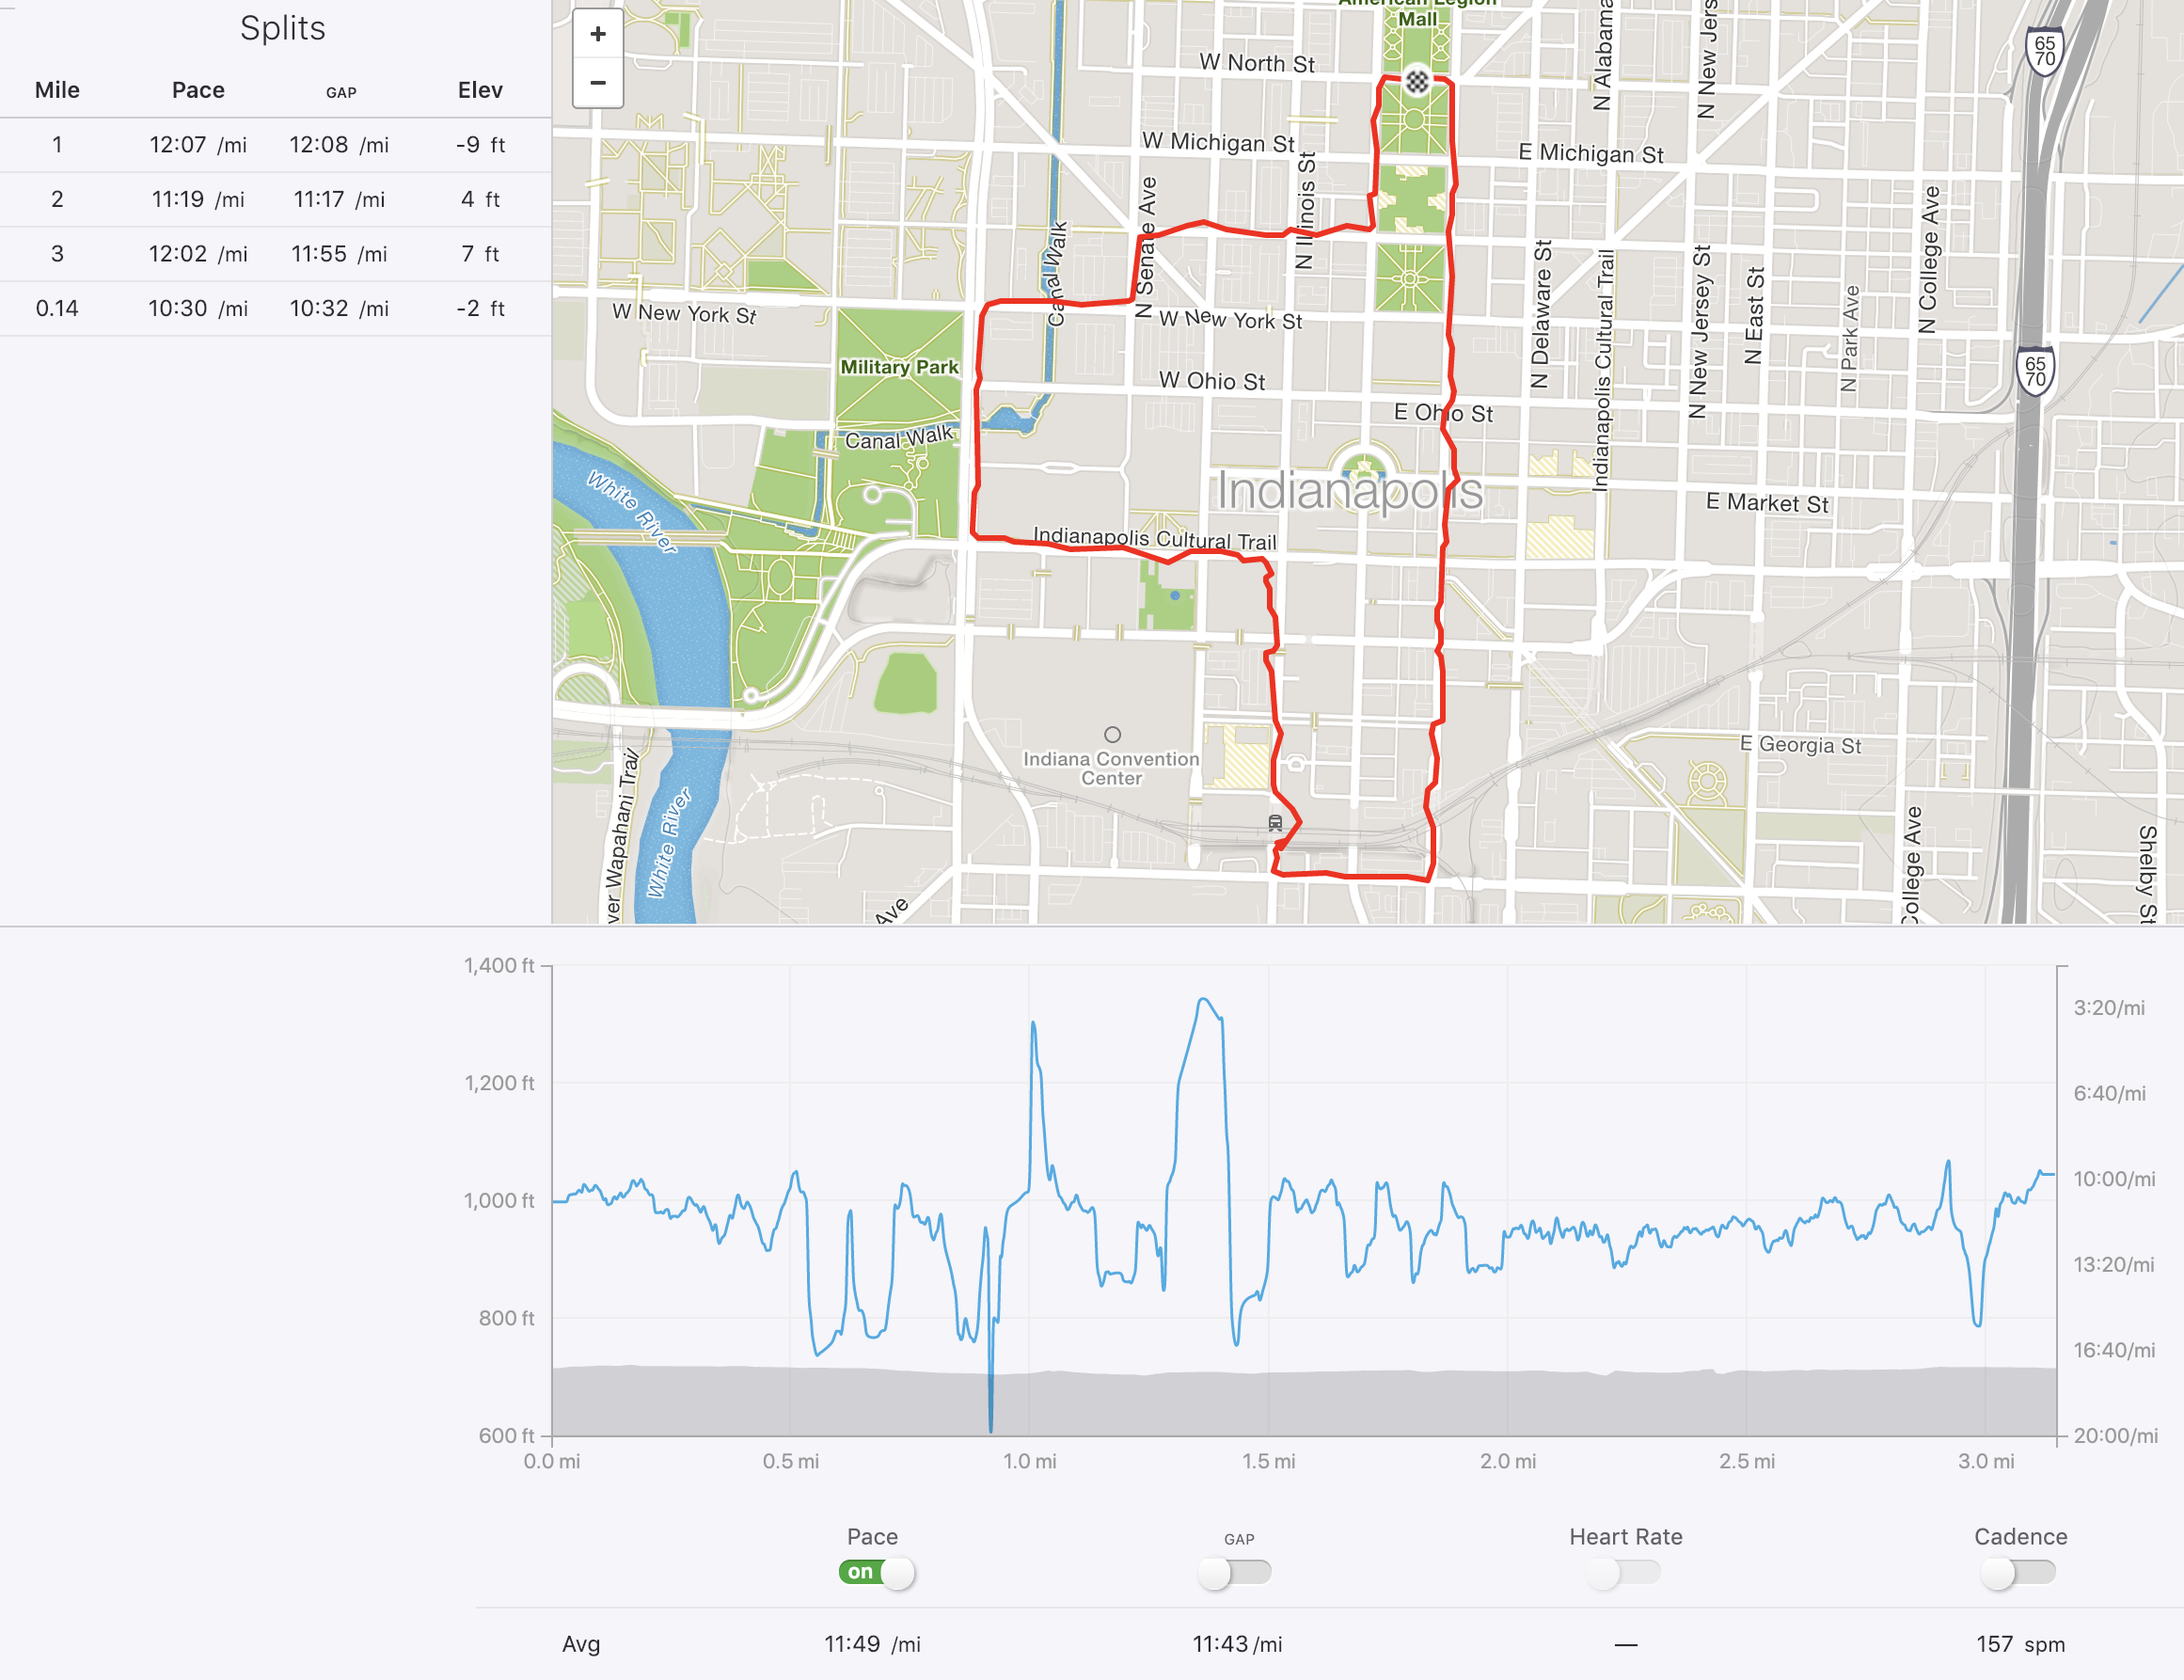 Splits
Mile Pace GAP Elev
1 12:07 /mi 12:08 /mi -9 ft
2 11:19 /mi 11:17 /mi 4 ft
3 12:02 /mi 11:55 /mi 7 ft
0.14 10:30 /mi 10:32 /mi -2 ft
+
−
American Legion
Mall
W North St
N Alabama
N New Jers
65
70
W Michigan St
E Michigan St
N Senate Ave
N Illinois St
Canal Walk
N Delaware St
Indianapolis Cultural Trail
N New Jersey St
N East St
N Park Ave
N College Ave
W New York St
W New York St
65
70
Military Park
W Ohio St
E Ohio St
Canal Walk
White River
Indianapolis
E Market St
Indianapolis Cultural Trail
Indiana Convention
Center
E Georgia St
ver Wapahani Trail
White River
Ave
College Ave
Shelby St
1,400 ft
1,200 ft
1,000 ft
800 ft
600 ft
3:20/mi
6:40/mi
10:00/mi
13:20/mi
16:40/mi
20:00/mi
0.0 mi 0.5 mi 1.0 mi 1.5 mi 2.0 mi 2.5 mi 3.0 mi
Pace GAP Heart Rate Cadence
on
Avg 11:49 /mi 11:43 /mi — 157 spm